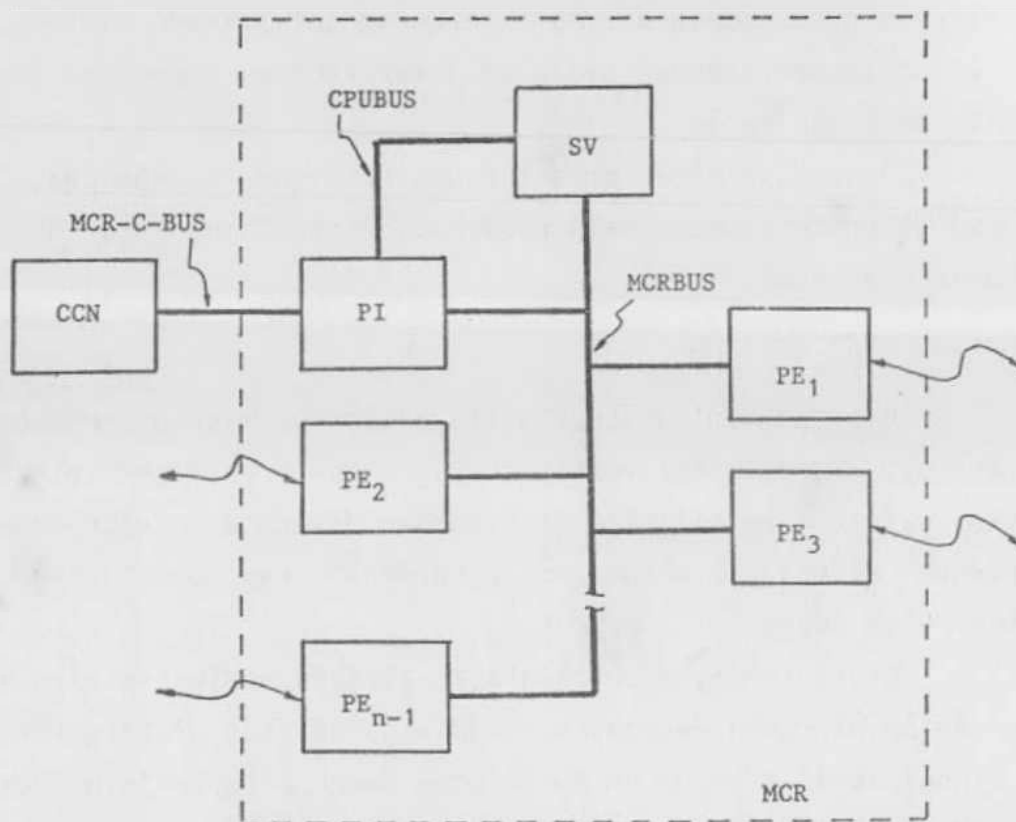 CPUBUS
SV
MCR-C-BUS
CCN
PI
MCRBUS
PE1
PE2
PE3
PEn-1
MCR